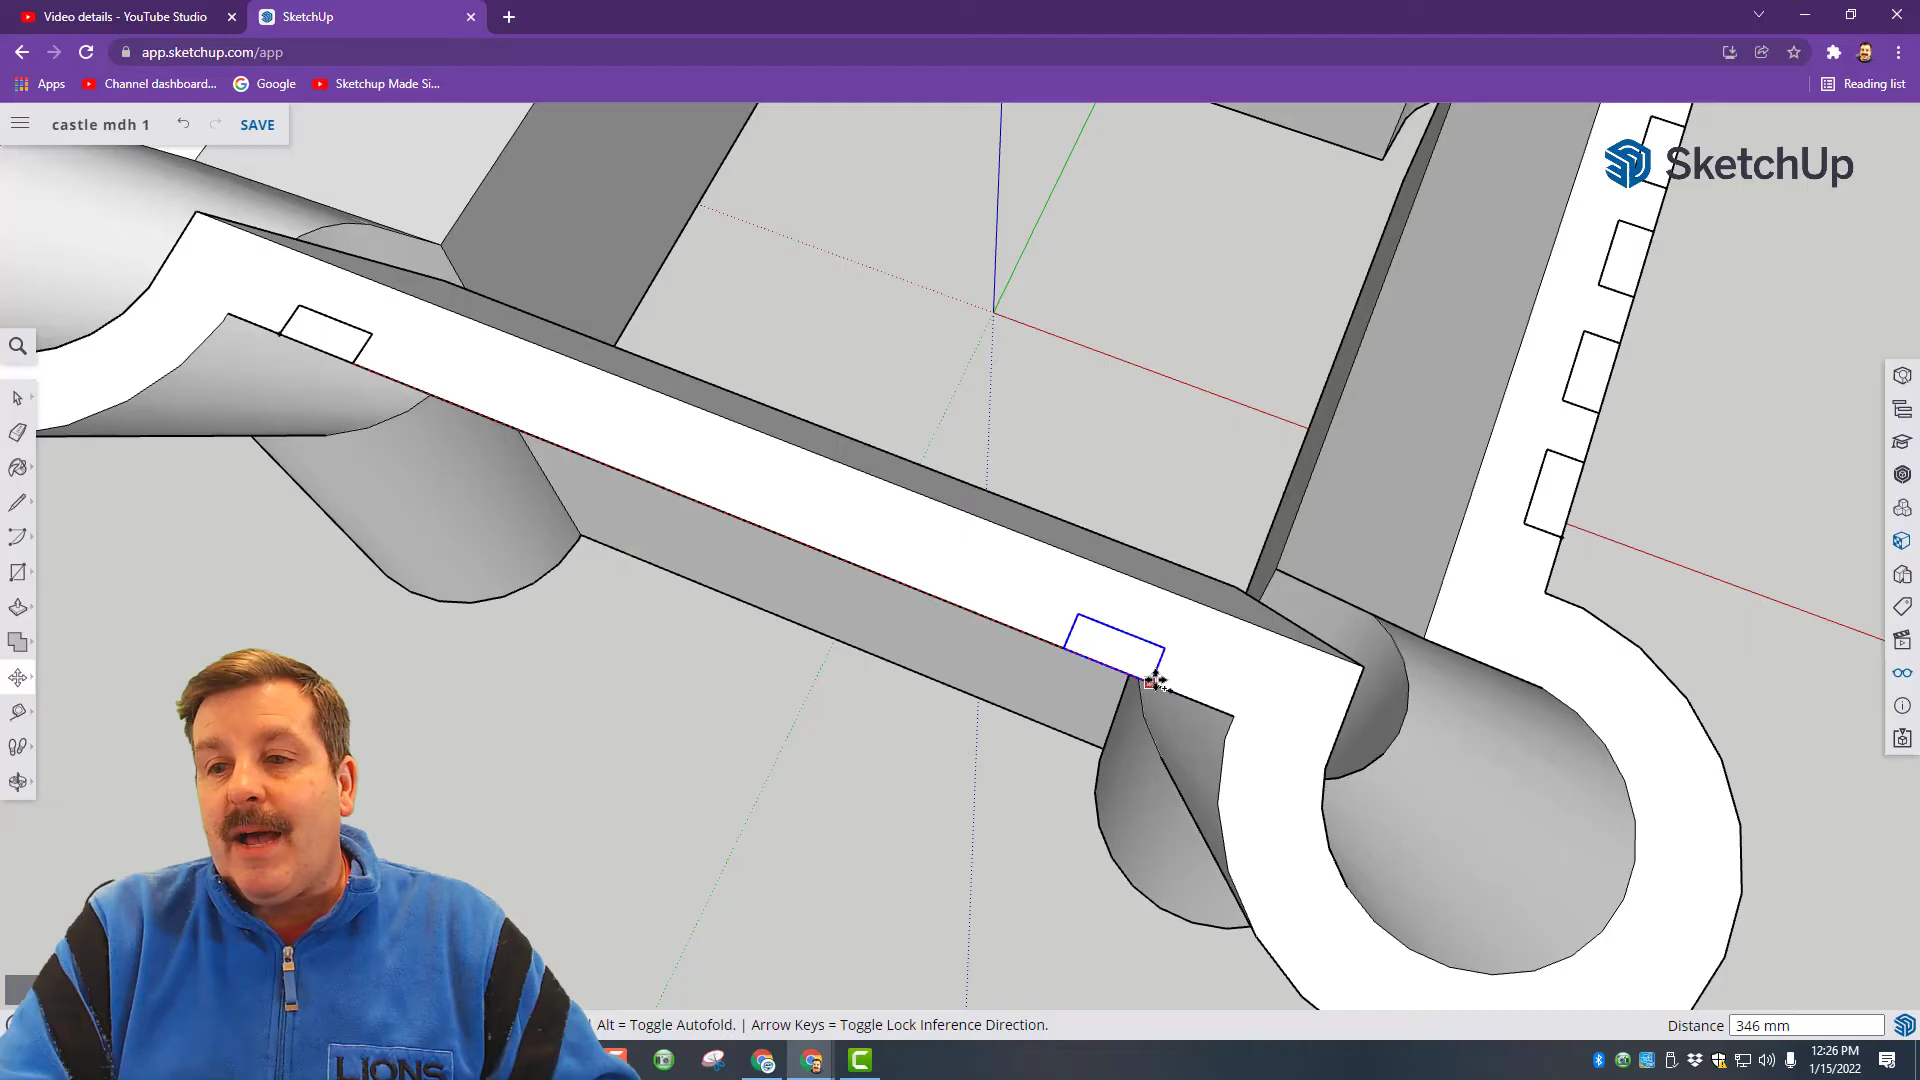 Video details - YouTube Studio
SketchUp
app.sketchup.com/app
Apps
Channel dashboard...
Google
Sketchup Made Si...
Reading list
castle mdh 1
SAVE
SketchUp
Alt = Toggle Autofold. | Arrow Keys = Toggle Lock Inference Direction.
Distance
346 mm
LIONS
12:26 PM
1/15/2022